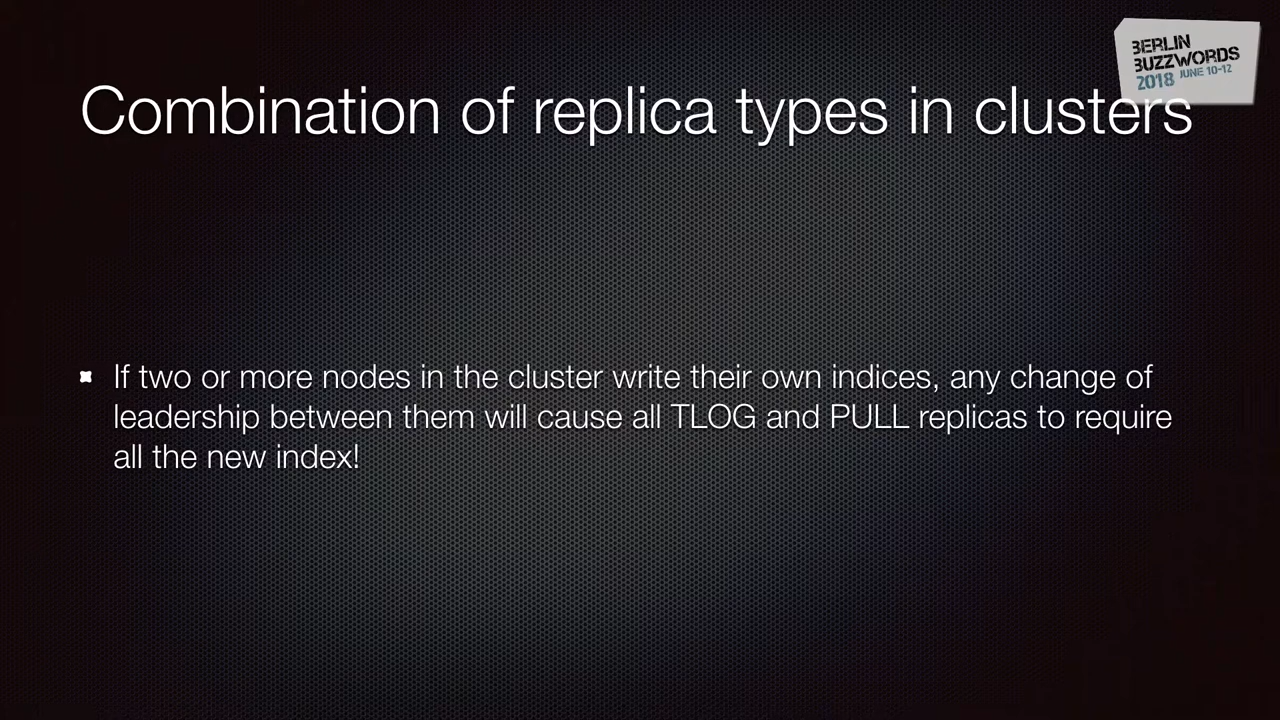 BERLIN
BUZZWORDS
2018 JUNE 10-12
Combination of replica types in clusters
If two or more nodes in the cluster write their own indices, any change of
leadership between them will cause all TLOG and PULL replicas to require
all the new index!